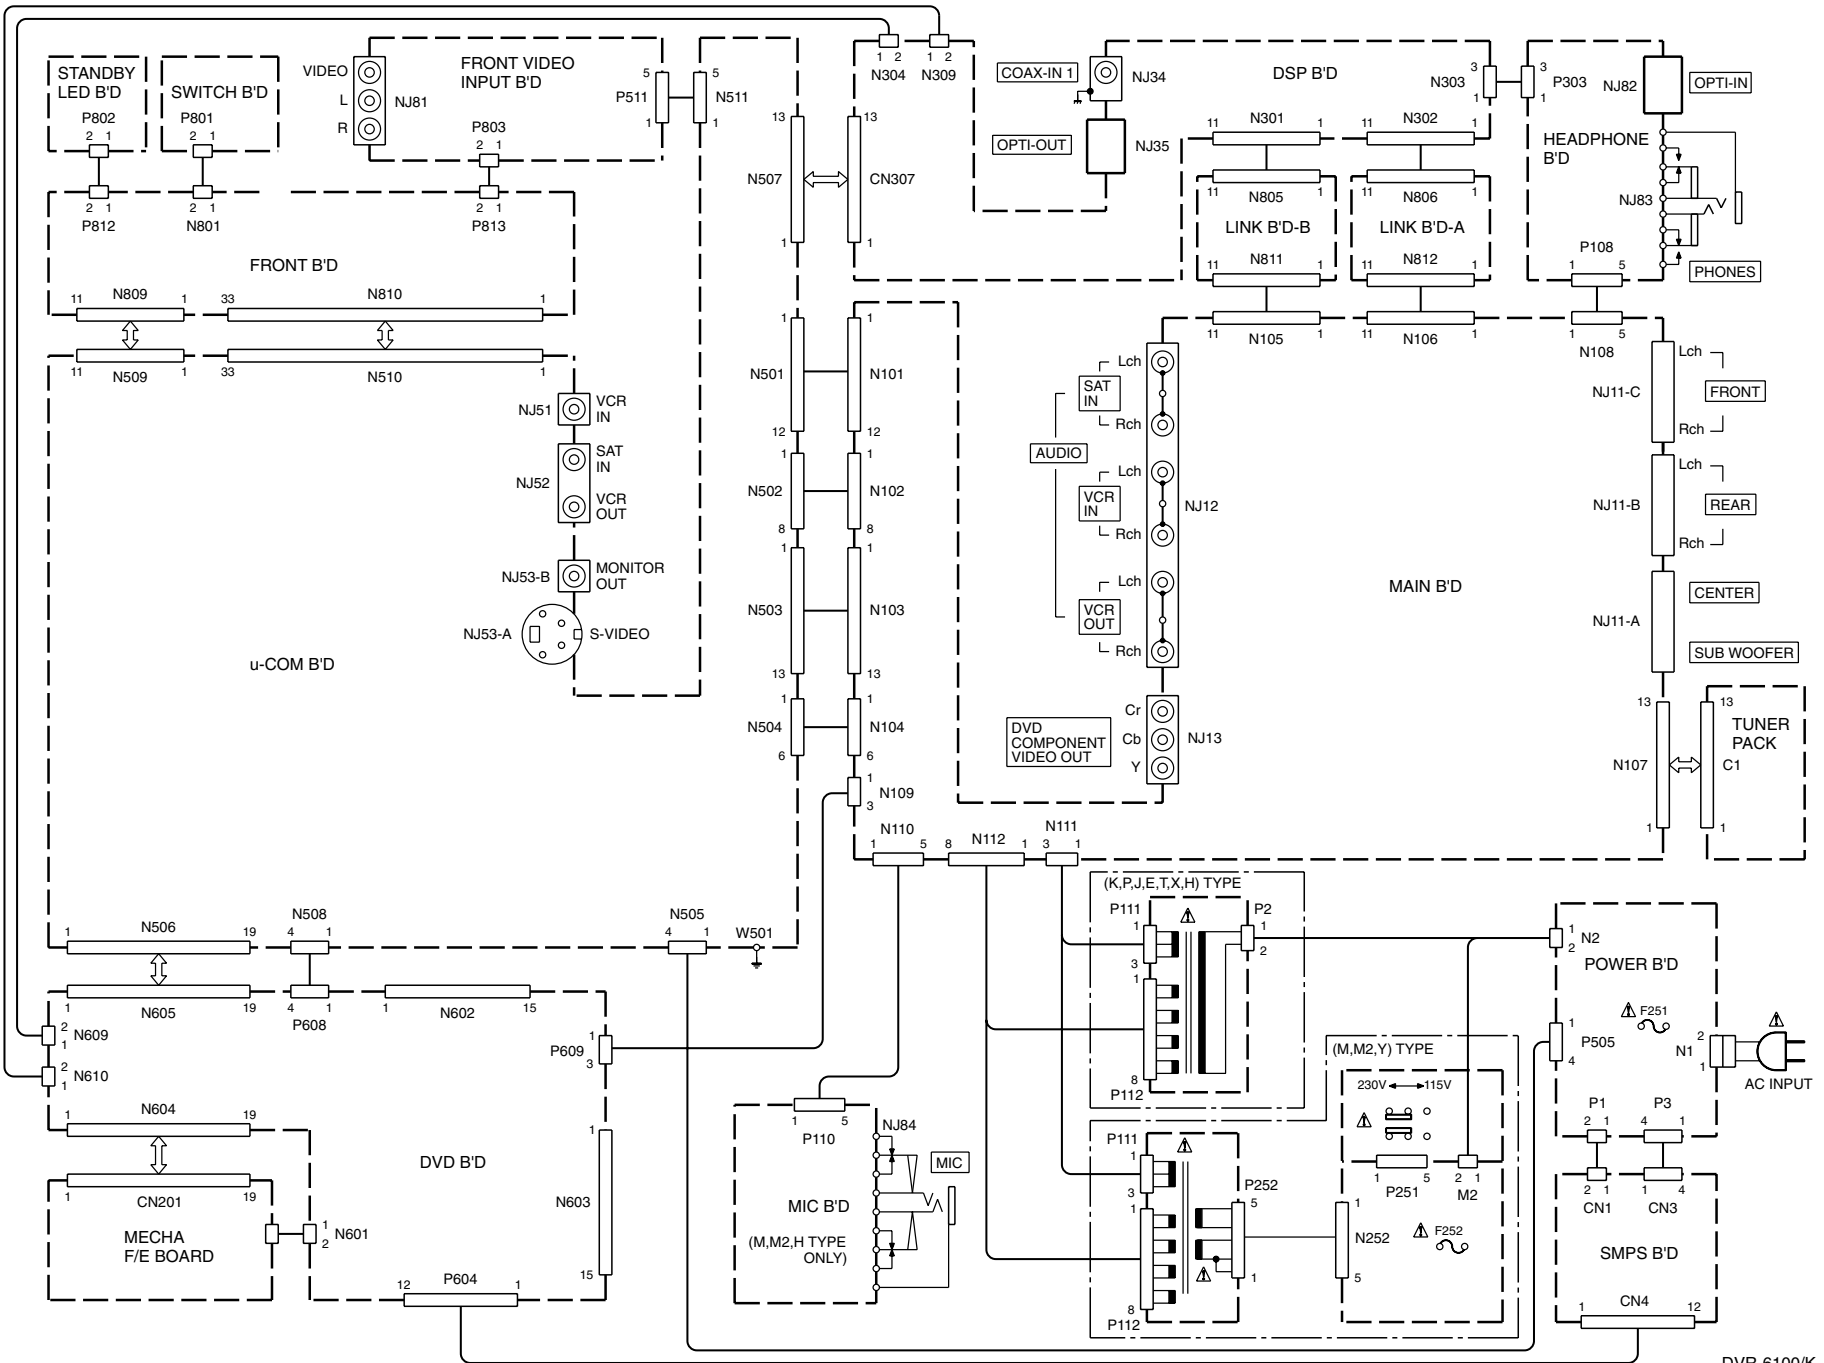 STANDBY
LED B'D
P802
2 1
SWITCH B'D
P801
2 1
VIDEO
L
R
NJ81
FRONT VIDEO
INPUT B'D
P803
2 1
5
P511
1
5
N511
1
2 1
P812
2 1
N801
2 1
P813
FRONT B'D
11 N809 1
33 N810 1
11 N509 1
33 N510 1
NJ51
VCR
IN
NJ52
SAT
IN
VCR
OUT
NJ53-B
MONITOR
OUT
NJ53-A
S-VIDEO
u-COM B'D
13
N507
1
13
CN307
1
1 2
N304
1 2
N309
COAX-IN 1
NJ34
OPTI-OUT
NJ35
DSP B'D
N303
3
1
3
P303
1
NJ82
OPTI-IN
HEADPHONE
B'D
NJ83
PHONES
P108
1 5
11 N301 1
11 N302 1
11 N805 1
11 N806 1
LINK B'D-B
LINK B'D-A
11 N811 1
11 N812 1
11 N105 1
11 N106 1
1 5
N108
1
N501
12
1
N101
12
1
N502
8
1
N102
8
1
N503
13
1
N103
13
1
N504
6
1
N104
6
1
N109
3
AUDIO
SAT
IN
Lch
Rch
VCR
IN
Lch
Rch
VCR
OUT
Lch
Rch
NJ12
DVD
COMPONENT
VIDEO OUT
Cr
Cb
Y
NJ13
MAIN B'D
NJ11-C
Lch
FRONT
Rch
NJ11-B
Lch
REAR
Rch
NJ11-A
CENTER
SUB WOOFER
13
N107
1
13
C1
1
TUNER
PACK
N110
1 5
8 N112 1
N111
3 1
1 N506 19
N508
4 1
N505
4 1
W501
1 N605 19
4 1
P608
1 N602 15
2
1
N609
2
1
N610
P609
1
3
1 N604 19
1 CN201 19
MECHA
F/E BOARD
1
2
N601
DVD B'D
1
N603
15
12 P604 1
1 5
P110
NJ84
MIC
MIC B'D
(M,M2,H TYPE
ONLY)
(K,P,J,E,T,X,H) TYPE
P111
1
3
1
8
P112
P2
1
2
(M,M2,Y) TYPE
P111
1
3
1
8
P112
P252
5
1
230V 115V
1 5
P251
2 1
M2
1
N252
5
F252
1
2
N2
POWER B'D
F251
1
P505
4
N1
2
1
AC INPUT
P1
2 1
P3
4 1
2 1
CN1
1 4
CN3
SMPS B'D
1 CN4 12